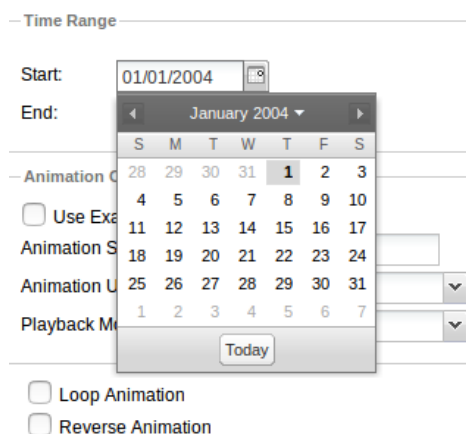 Time Range
Start: 01/01/2004
End:
January 2004
S M T W T F S
28 29 30 31 1 2 3
4 5 6 7 8 9 10
11 12 13 14 15 16 17
18 19 20 21 22 23 24
25 26 27 28 29 30 31
1 2 3 4 5 6 7
Today
Animation
Use Exa
Animation S
Animation U
Playback Mo
Loop Animation
Reverse Animation